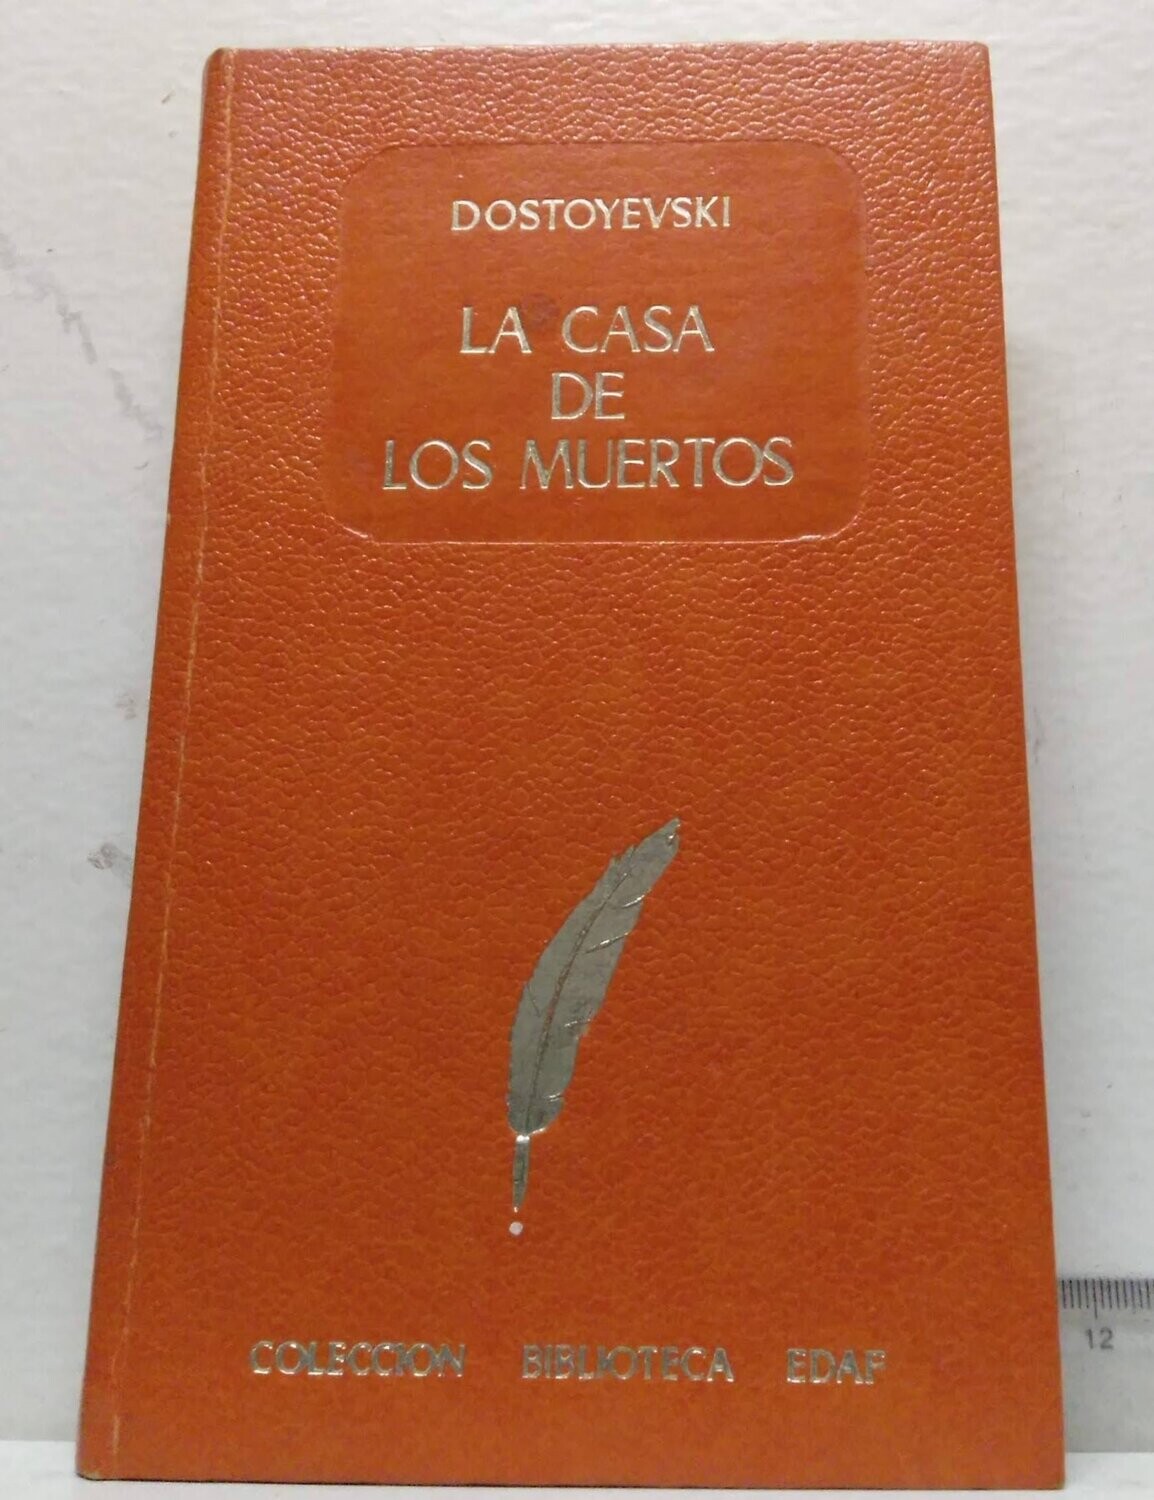 DOSTOYEVSKI
LA CASA
DE
LOS MUERTOS
COLECCION BIBLIOTECA EDAF
12